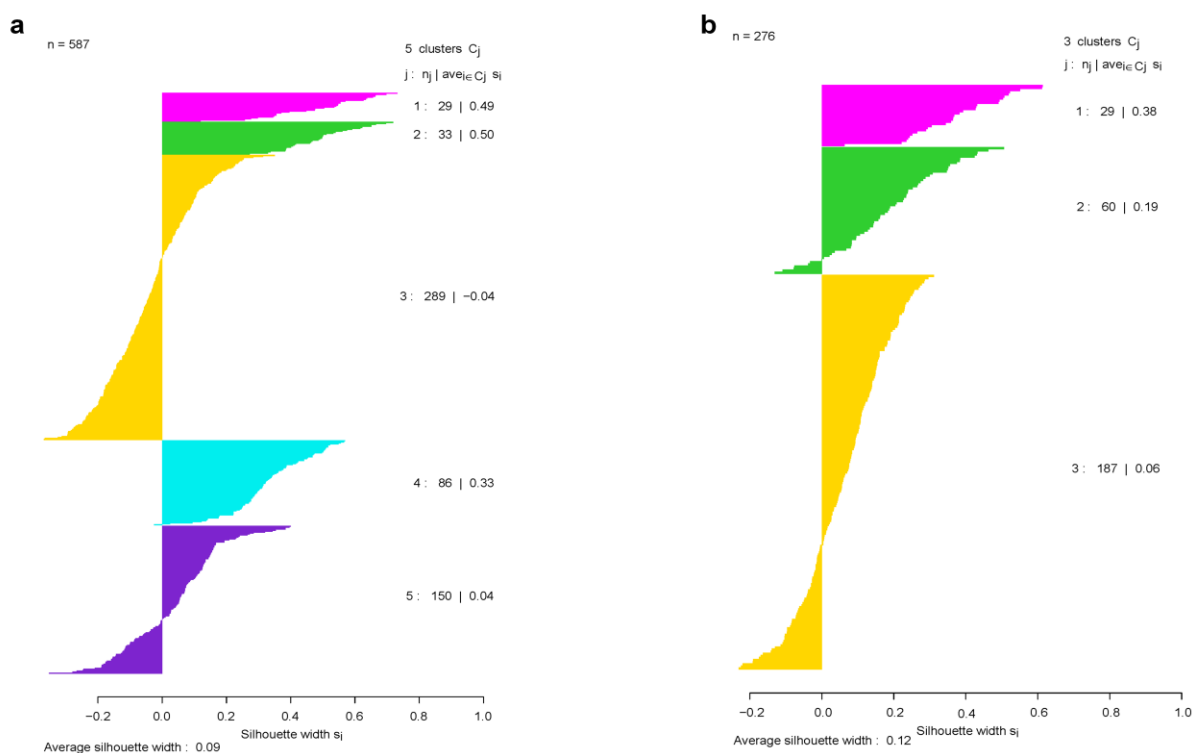 a
n = 587
5 clusters Cj
j : nj | avei∈Cj si
1 : 29 | 0.49
2 : 33 | 0.50
3 : 289 | −0.04
4 : 86 | 0.33
5 : 150 | 0.04
−0.2 0.0 0.2 0.4 0.6 0.8 1.0
Silhouette width si
Average silhouette width : 0.09
b
n = 276
3 clusters Cj
j : nj | avei∈Cj si
1 : 29 | 0.38
2 : 60 | 0.19
3 : 187 | 0.06
−0.2 0.0 0.2 0.4 0.6 0.8 1.0
Silhouette width si
Average silhouette width : 0.12